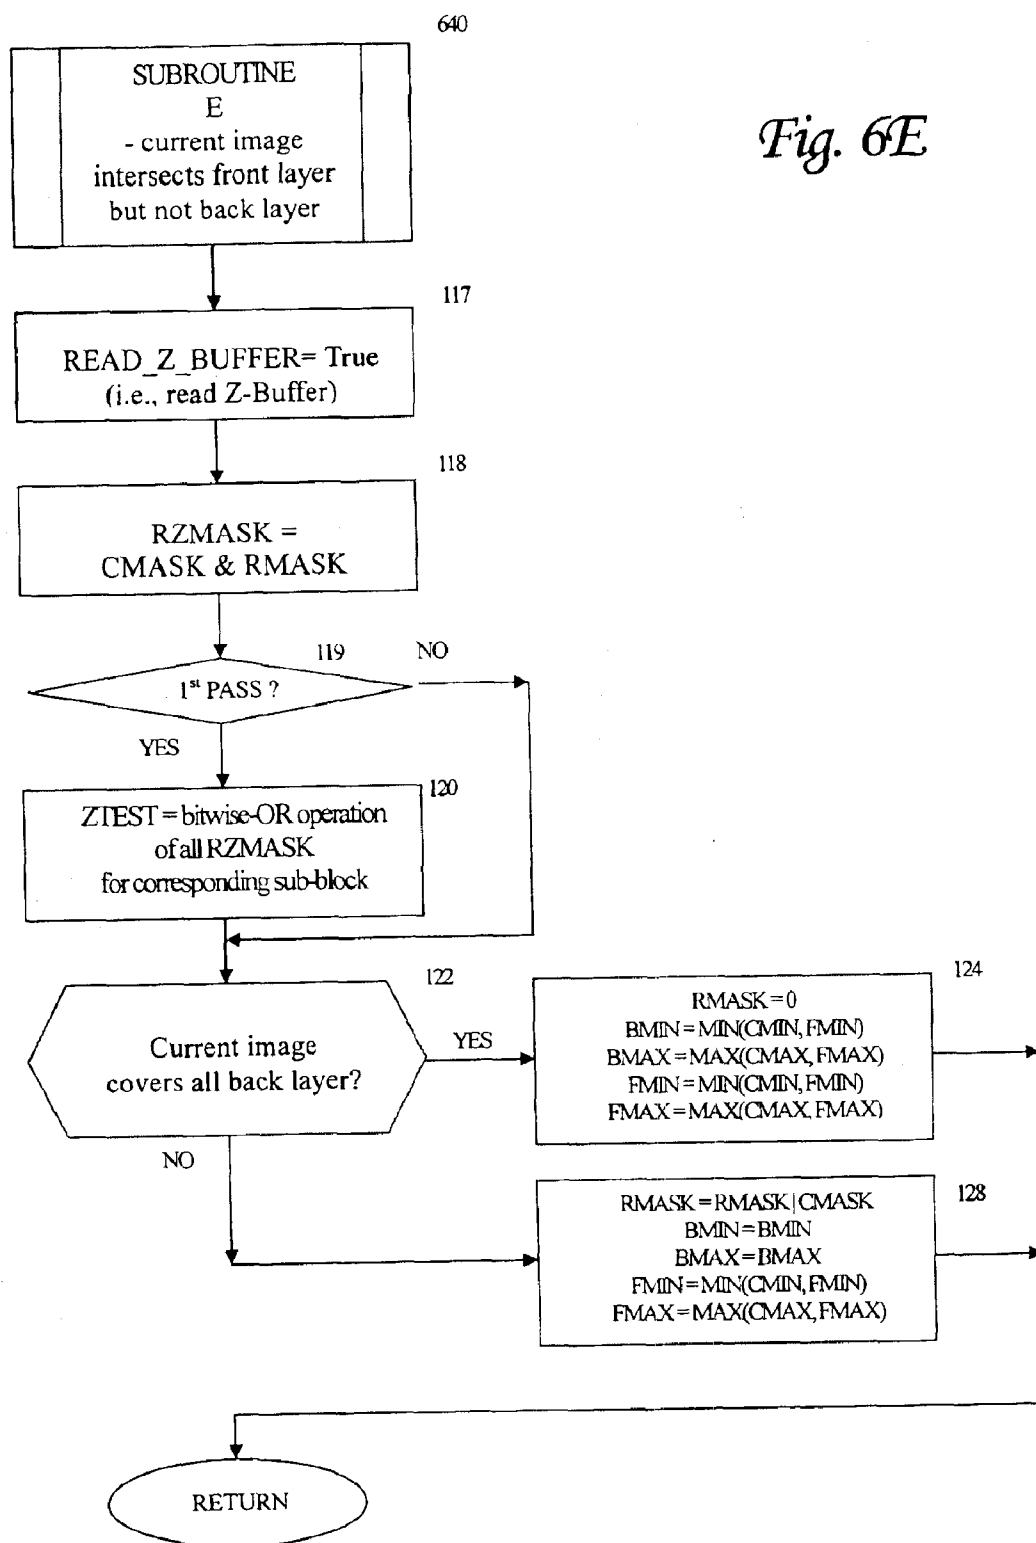 640
SUBROUTINE
E
- current image
intersects front layer
but not back layer
Fig. 6E
117
READ_Z_BUFFER= True
(i.e., read Z-Buffer)
118
RZMASK =
CMASK & RMASK
119
NO
1st PASS ?
YES
120
ZTEST = bitwise-OR operation
of all RZMASK
for corresponding sub-block
122
Current image
covers all back layer?
YES
124
RMASK = 0
BMIN = MIN(CMIN, FMIN)
BMAX = MAX(CMAX, FMAX)
FMIN = MIN(CMIN, FMIN)
FMAX = MAX(CMAX, FMAX)
NO
128
RMASK = RMASK | CMASK
BMIN = BMIN
BMAX = BMAX
FMIN = MIN(CMIN, FMIN)
FMAX = MAX(CMAX, FMAX)
RETURN